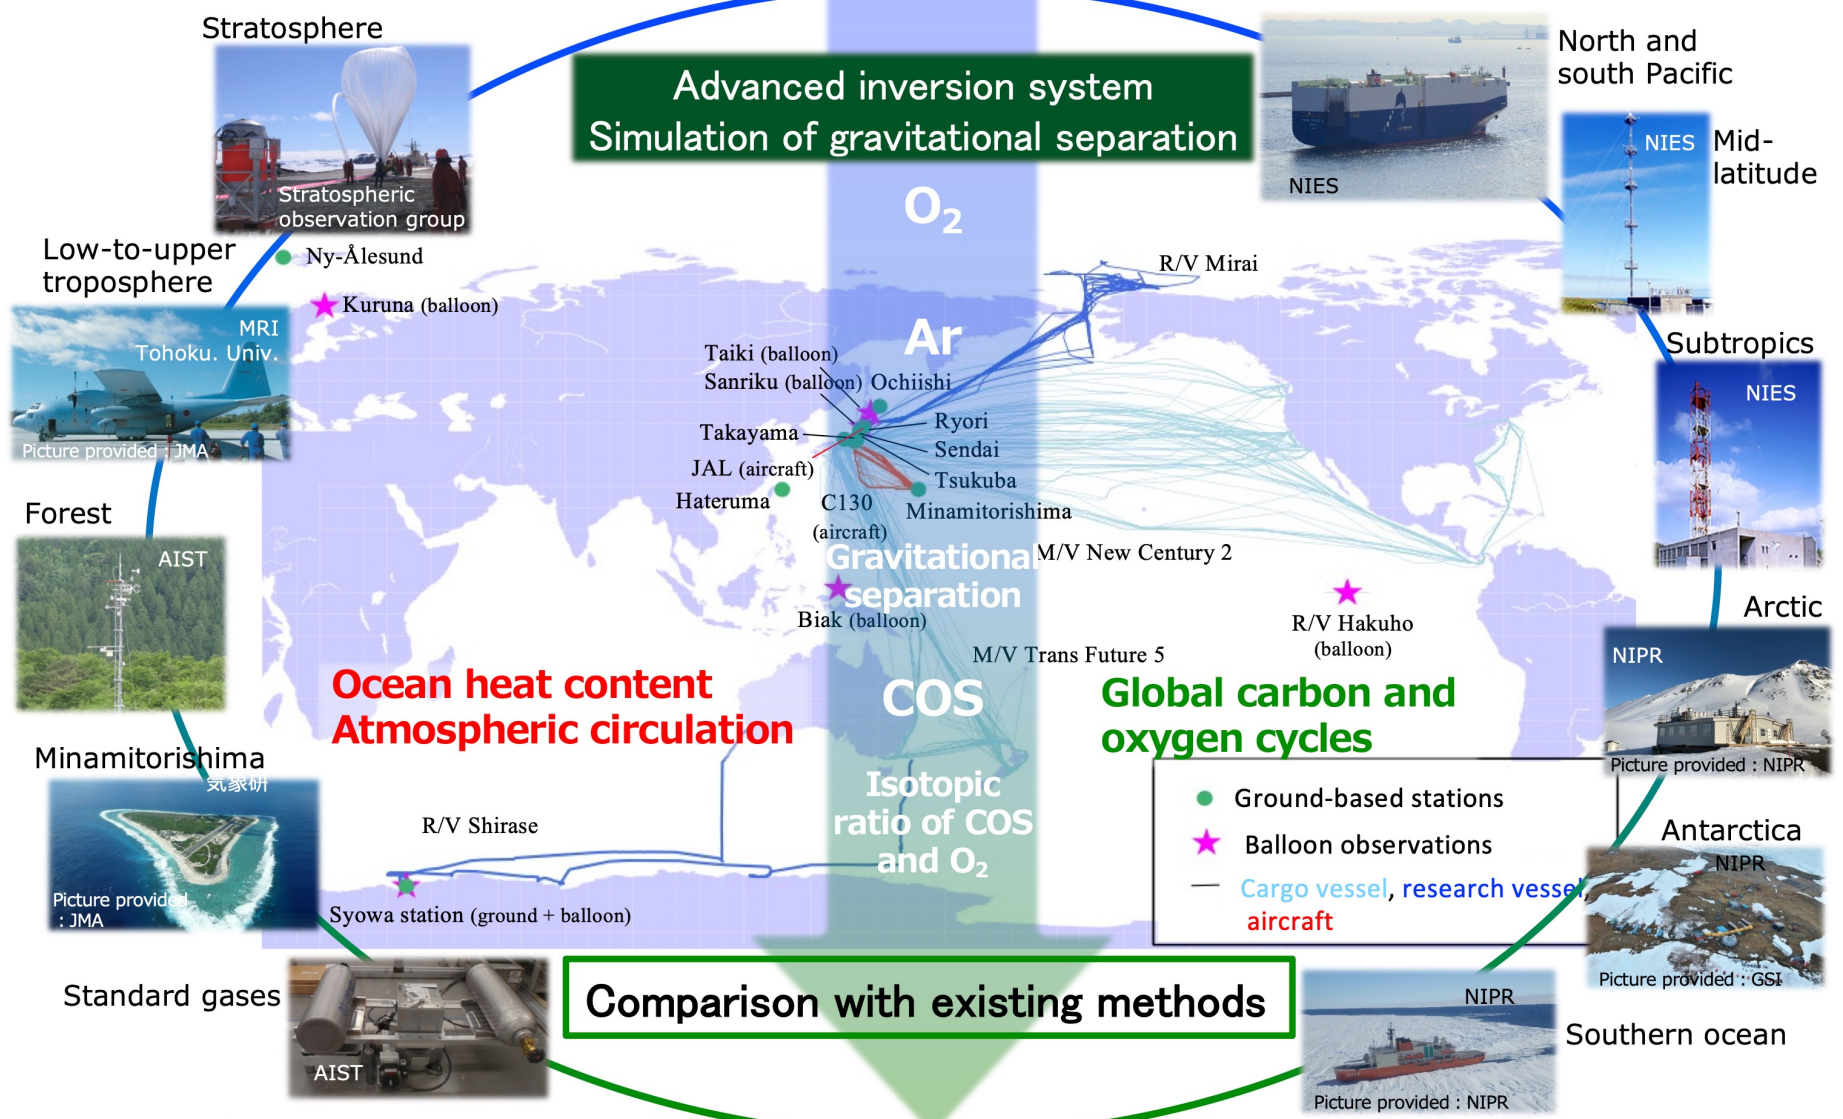 Stratosphere
Stratospheric
observation group
Advanced inversion system
Simulation of gravitational separation
NIES
North and
south Pacific
NIES
Mid-
latitude
Low-to-upper
troposphere
MRI
Tohoku. Univ.
Picture provided : JMA
Ny-Ålesund
Kuruna (balloon)
O2
Ar
R/V Mirai
Subtropics
NIES
Taiki (balloon)
Sanriku (balloon)
Ochiishi
Takayama
Ryori
Sendai
JAL (aircraft)
Tsukuba
Hateruma
C130
(aircraft)
Minamitorishima
Forest
AIST
Gravitational
separation
M/V New Century 2
Biak (balloon)
R/V Hakuho
(balloon)
M/V Trans Future 5
Arctic
NIPR
Picture provided : NIPR
Ocean heat content
Atmospheric circulation
COS
Global carbon and
oxygen cycles
Minamitorishima
気象研
Picture provided
: JMA
Isotopic
ratio of COS
and O2
R/V Shirase
Syowa station (ground + balloon)
Ground-based stations
Balloon observations
Cargo vessel, research vessel,
aircraft
Antarctica
NIPR
Picture provided : GSI
Standard gases
AIST
Comparison with existing methods
NIPR
Picture provided : NIPR
Southern ocean